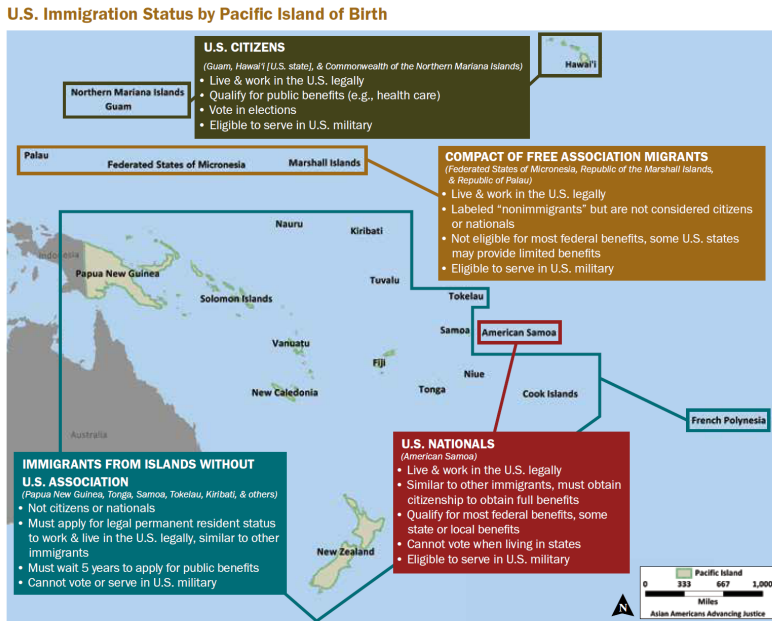 U.S. Immigration Status by Pacific Island of Birth
U.S. CITIZENS
(Guam, Hawai'i [U.S. state], & Commonwealth of the Northern Mariana Islands)
• Live & work in the U.S. legally
• Qualify for public benefits (e.g., health care)
• Vote in elections
• Eligible to serve in U.S. military
Hawai'i
Northern Mariana Islands
Guam
Palau
Federated States of Micronesia
Marshall Islands
COMPACT OF FREE ASSOCIATION MIGRANTS
(Federated States of Micronesia, Republic of the Marshall Islands,
& Republic of Palau)
• Live & work in the U.S. legally
• Labeled “nonimmigrants” but are not considered citizens
or nationals
• Not eligible for most federal benefits, some U.S. states
may provide limited benefits
• Eligible to serve in U.S. military
Nauru
Kiribati
Indonesia
Papua New Guinea
Tuvalu
Solomon Islands
Tokelau
Samoa
American Samoa
Vanuatu
Fiji
Niue
New Caledonia
Tonga
Cook Islands
French Polynesia
Australia
IMMIGRANTS FROM ISLANDS WITHOUT
U.S. ASSOCIATION
(Papua New Guinea, Tonga, Samoa, Tokelau, Kiribati, & others)
• Not citizens or nationals
• Must apply for legal permanent resident status
to work & live in the U.S. legally, similar to other
immigrants
• Must wait 5 years to apply for public benefits
• Cannot vote or serve in U.S. military
U.S. NATIONALS
(American Samoa)
• Live & work in the U.S. legally
• Similar to other immigrants, must obtain
citizenship to obtain full benefits
• Qualify for most federal benefits, some
state or local benefits
• Cannot vote when living in states
• Eligible to serve in U.S. military
New Zealand
N
Pacific Island
0 333 667 1,000
Miles
Asian Americans Advancing Justice